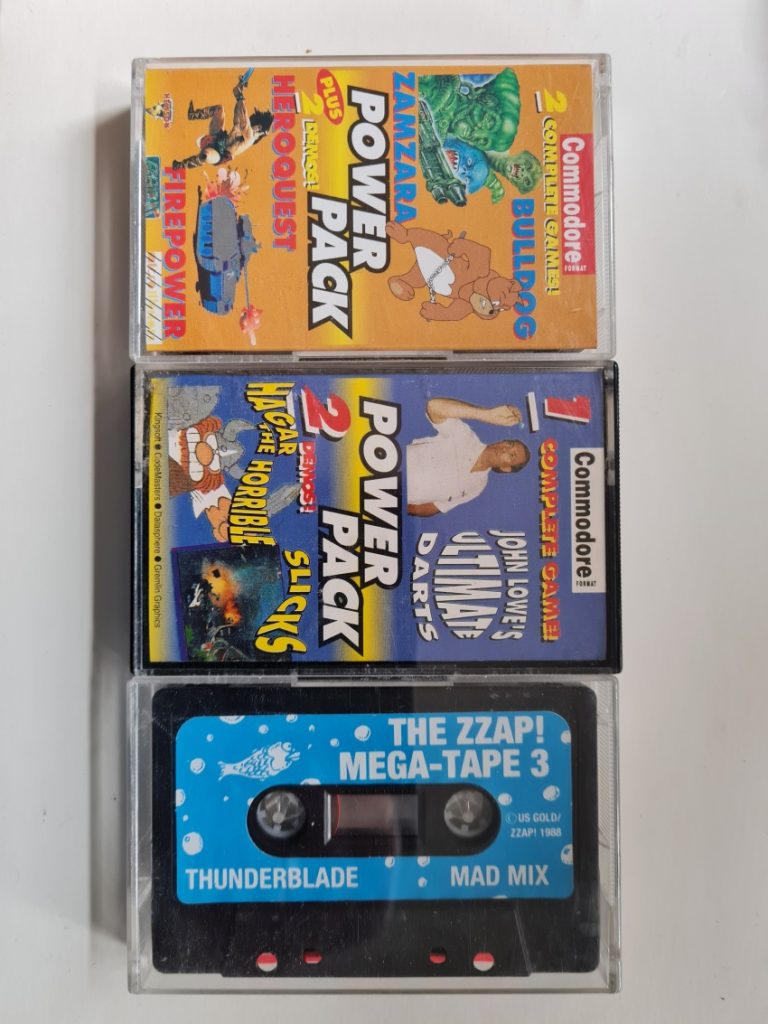 Commodore
FORMAT
2 COMPLETE GAMES!
BULLDOG
ZAMZARA
POWER
PACK
PLUS
2 DEMOS!
HEROQUEST
FIREPOWER
Commodore
FORMAT
1 COMPLETE GAME!
JOHN LOWE'S
ULTIMATE
DARTS
POWER
PACK
2 DEMOS!
HAGAR
THE HORRIBLE
SLICKS
Kingsoft ● CodeMasters ● Datasphere ● Gremlin Graphics
THE ZZAP!
MEGA-TAPE 3
©US GOLD/
ZZAP! 1988
THUNDERBLADE
MAD MIX